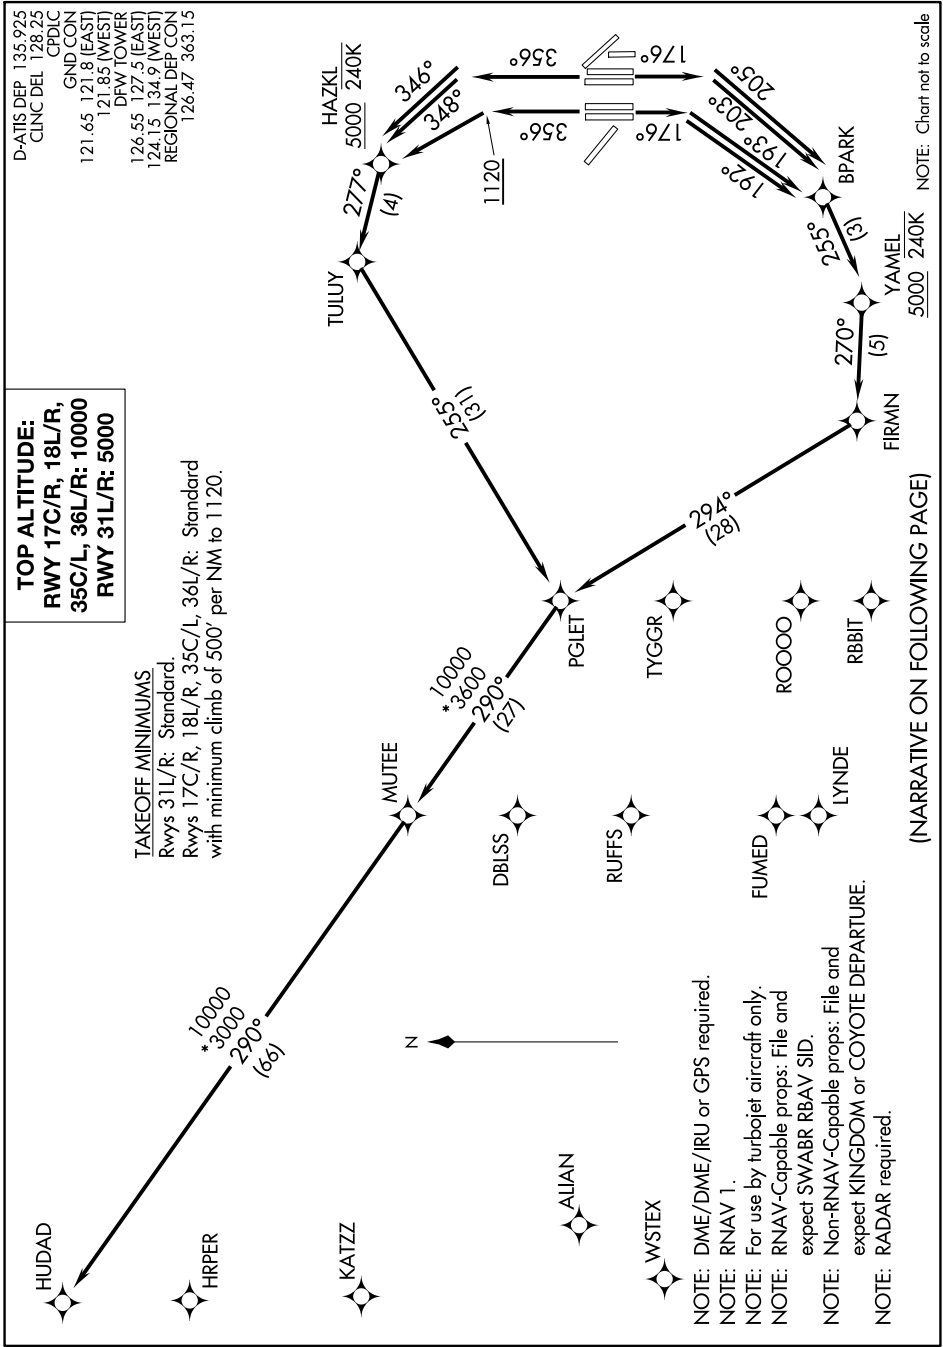 D-ATIS DEP 135.925
CLINC DEL 128.25
CPDLC
GND CON
121.65 121.8 (EAST)
121.85 (WEST)
DFW TOWER
126.55 127.5 (EAST)
124.15 134.9 (WEST)
REGIONAL DEP CON
126.47 363.15
TOP ALTITUDE:
RWY 17C/R, 18L/R,
35C/L, 36L/R: 10000
RWY 31L/R: 5000
TAKEOFF MINIMUMS
Rwys 31L/R: Standard.
Rwys 17C/R, 18L/R, 35C/L, 36L/R: Standard
with minimum climb of 500' per NM to 1120.
HUDAD
10000
*3000
290°
(66)
HRPER
KATZZ
ALIAN
WSTEX
N
MUTEE
10000
*3600
290°
(27)
DBLSS
RUFFS
FUMED
LYNDE
PGLET
TYGGR
ROOOO
RBBIT
TULUY
255°
(31)
277°
(4)
HAZKL
5000 240K
346°
348°
1120
356°
356°
176°
176°
205°
203°
193°
192°
BPARK
255°
(3)
YAMEL
5000 240K
270°
(5)
FIRMN
294°
(28)
NOTE: DME/DME/IRU or GPS required.
NOTE: RNAV 1.
NOTE: For use by turbojet aircraft only.
NOTE: RNAV-Capable props: File and
expect SWABR RBAV SID.
NOTE: Non-RNAV-Capable props: File and
expect KINGDOM or COYOTE DEPARTURE.
NOTE: RADAR required.
(NARRATIVE ON FOLLOWING PAGE)
NOTE: Chart not to scale